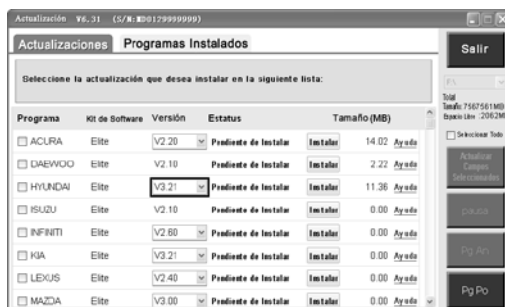 Actualización V6.31 (S/N:MD0129999999)
Actualizaciones Programas Instalados
Seleccione la actualización que desea instalar en la siguiente lista:
Programa Kit de Software Versión Estatus Tamaño(MB)
ACURA Elite V2.20 Pendiente de Instalar Instalar 14.02 Ayuda
DAEWOO Elite V2.10 Pendiente de Instalar Instalar 2.22 Ayuda
HYUNDAI Elite V3.21 Pendiente de Instalar Instalar 11.36 Ayuda
ISUZU Elite V2.10 Pendiente de Instalar Instalar 0.00 Ayuda
INFINITI Elite V2.60 Pendiente de Instalar Instalar 0.00 Ayuda
KIA Elite V3.21 Pendiente de Instalar Instalar 0.00 Ayuda
LEXUS Elite V2.40 Pendiente de Instalar Instalar 0.00 Ayuda
MAZDA Elite V3.00 Pendiente de Instalar Instalar 0.00 Ayuda
Salir
F:\
Total
Tamaño:7567561MB
Espacio Libre :2062M
Seleccionar Todo
Actualizar
Campos
Seleccionados
pausa
Pg An
Pg Po